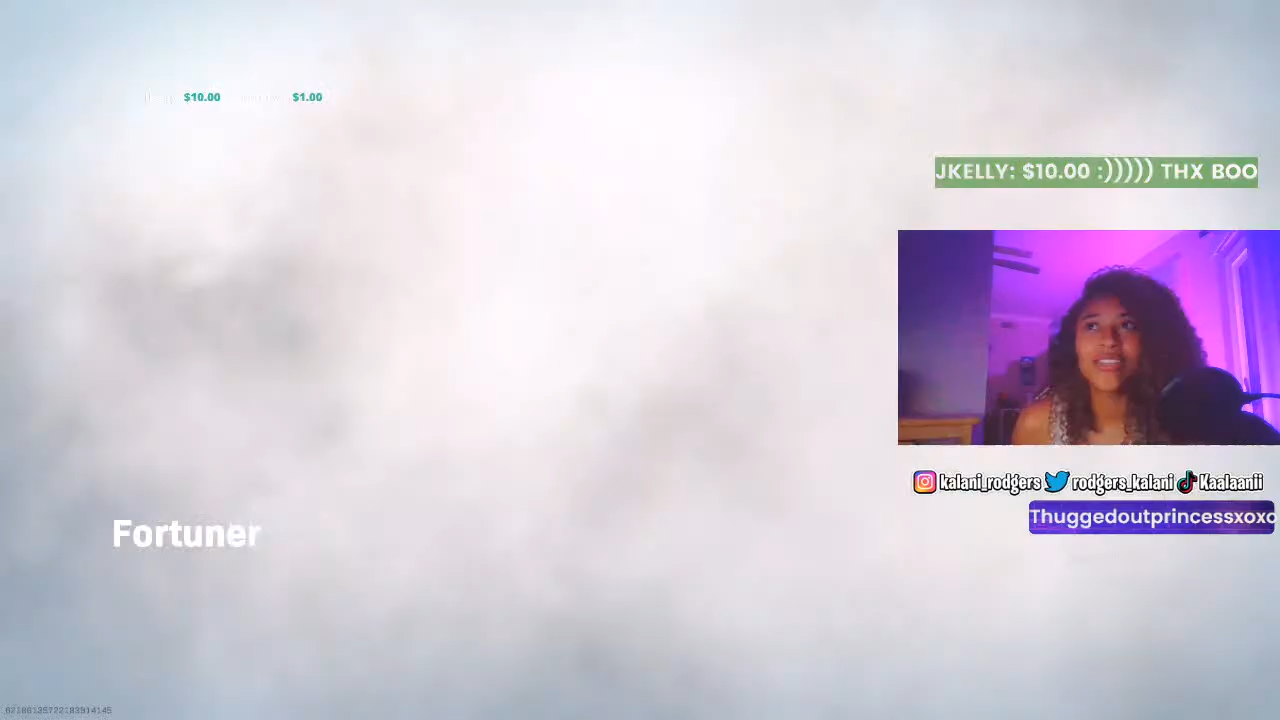 $10.00 $1.00
JKELLY: $10.00 :))))) THX BOO
kalani_rodgers rodgers_kalani Kaalaanii
Thuggedoutprincessxoxo
Fortuner